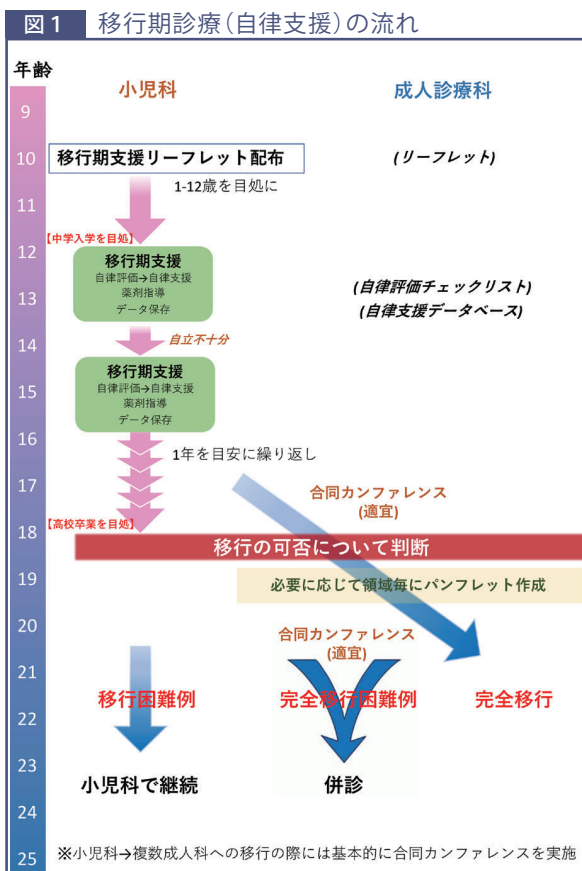 図1 移行期診療(自律支援)の流れ
年齢
小児科
成人診療科
9
10
移行期支援リーフレット配布
(リーフレット)
1-12歳を目処に
11
【中学入学を目処】
12
移行期支援
自律評価→自律支援
薬剤指導
データ保存
13
(自律評価チェックリスト)
(自律支援データベース)
14
自立不十分
移行期支援
15
自律評価→自律支援
薬剤指導
データ保存
16
1年を目安に繰り返し
17
合同カンファレンス
(適宜)
【高校卒業を目処】
18
移行の可否について判断
19
必要に応じて領域毎にパンフレット作成
20
合同カンファレンス
(適宜)
21
移行困難例
完全移行困難例
完全移行
22
23
小児科で継続
併診
24
25
※小児科→複数成人科への移行の際には基本的に合同カンファレンスを実施